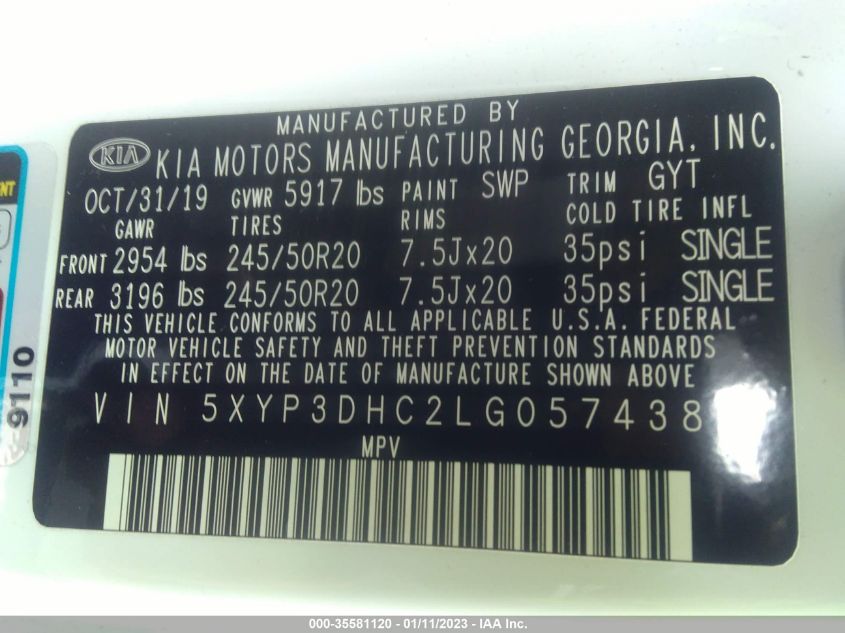 MANUFACTURED BY
KIA KIA MOTORS MANUFACTURING GEORGIA, INC.
OCT/31/19 GVWR 5917 lbs PAINT SWP TRIM GYT
GAWR TIRES RIMS COLD TIRE INFL
FRONT 2954 lbs 245/50R20 7.5Jx20 35psi SINGLE
REAR 3196 lbs 245/50R20 7.5Jx20 35psi SINGLE
THIS VEHICLE CONFORMS TO ALL APPLICABLE U.S.A. FEDERAL
MOTOR VEHICLE SAFETY AND THEFT PREVENTION STANDARDS
IN EFFECT ON THE DATE OF MANUFACTURE SHOWN ABOVE
VIN 5XYP3DHC2LG057438
MPV
9110
000-35581120 - 01/11/2023 - IAA Inc.